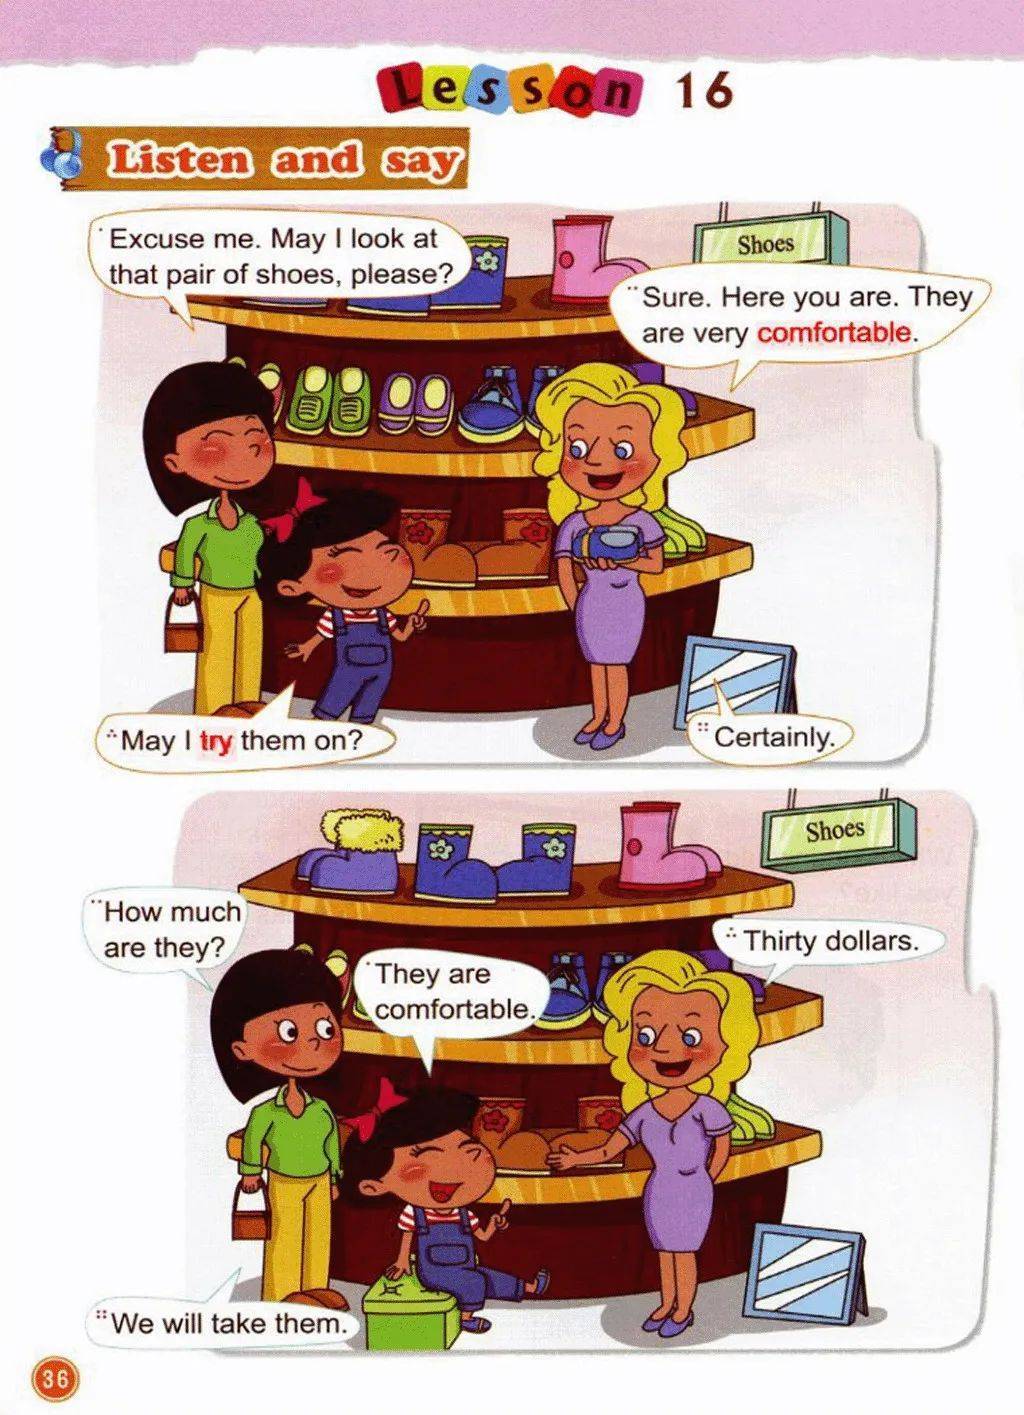 Lesson 16
Listen and say
Excuse me. May I look at
that pair of shoes, please?
Shoes
Sure. Here you are. They
are very comfortable.
May I try them on?
Certainly.
Shoes
They are
comfortable.
How much
are they?
Thirty dollars.
We will take them.
36